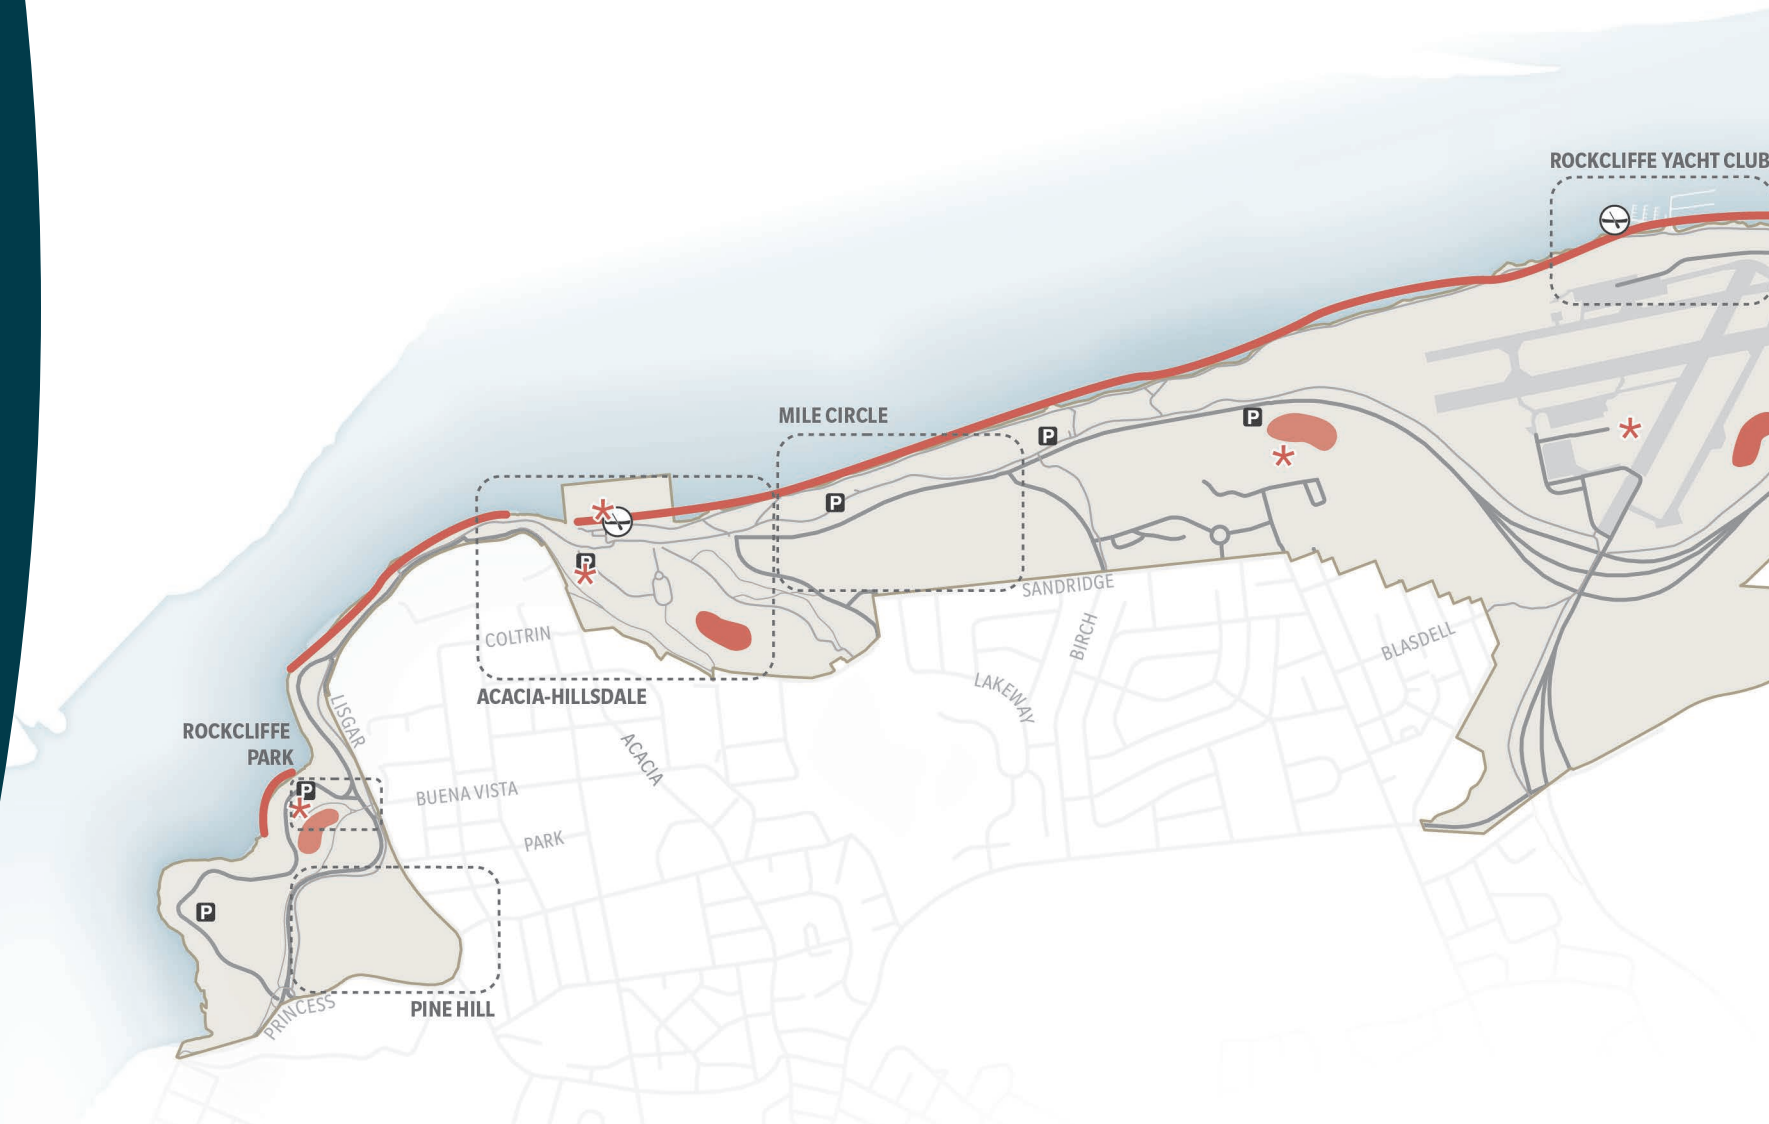 ROCKCLIFFE YACHT CLUB
MILE CIRCLE
P
P
P
P
SANDRIDGE
COLTRIN
BIRCH
BLASDELL
ACACIA-HILLSDALE
LAKEWAY
LISGAR
ROCKCLIFFE
PARK
ACACIA
P
BUENA VISTA
PARK
P
PINE HILL
PRINCESS